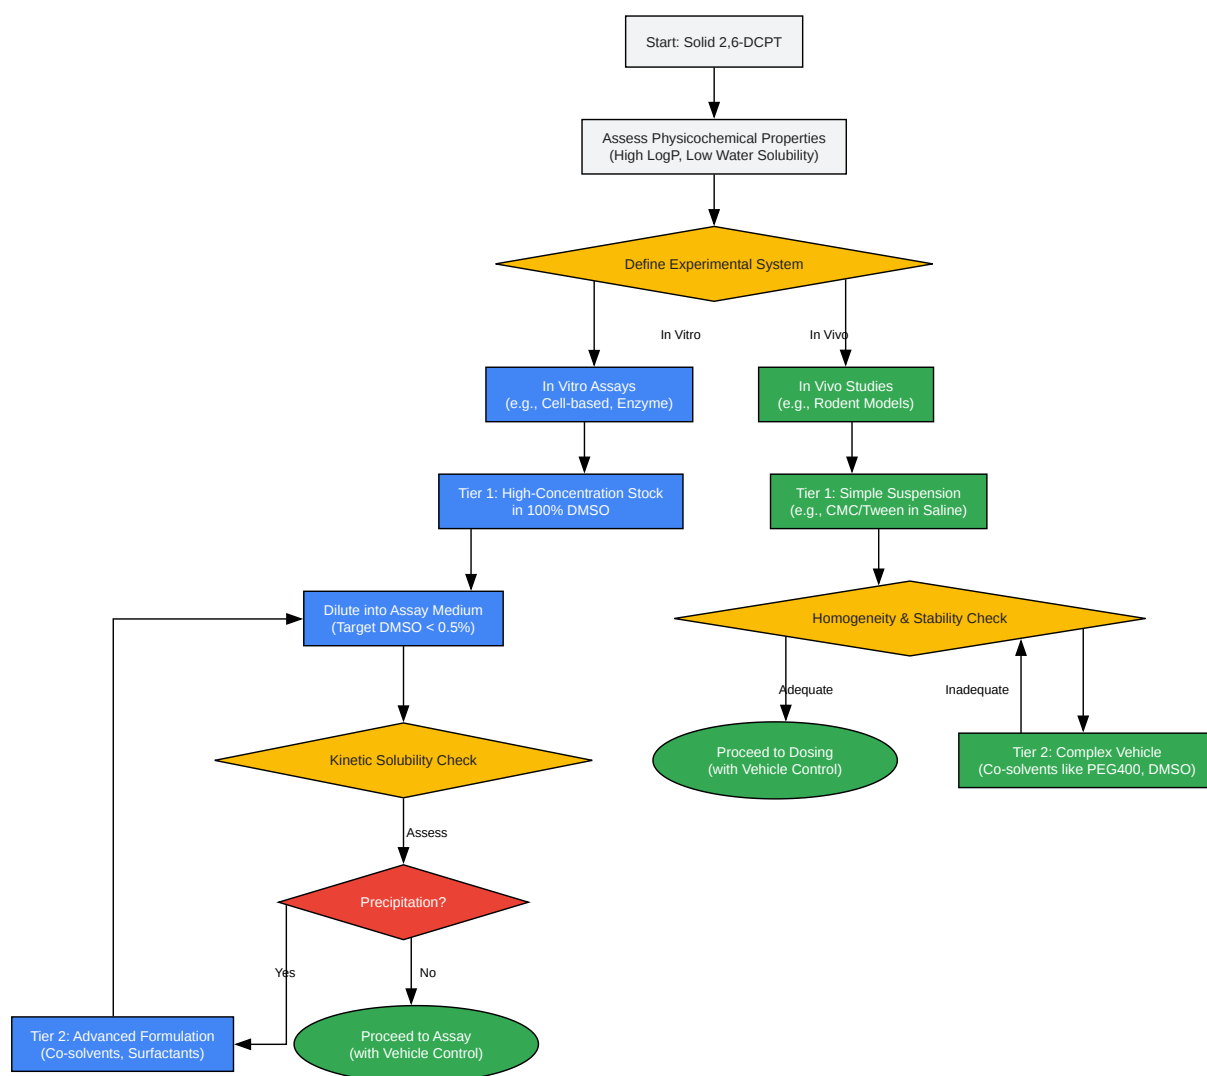 Start: Solid 2,6-DCPT
Assess Physicochemical Properties
(High LogP, Low Water Solubility)
Define Experimental System
In Vitro
In Vivo
In Vitro Assays
(e.g., Cell-based, Enzyme)
In Vivo Studies
(e.g., Rodent Models)
Tier 1: High-Concentration Stock
in 100% DMSO
Tier 1: Simple Suspension
(e.g., CMC/Tween in Saline)
Dilute into Assay Medium
(Target DMSO < 0.5%)
Homogeneity & Stability Check
Adequate
Inadequate
Kinetic Solubility Check
Proceed to Dosing
(with Vehicle Control)
Tier 2: Complex Vehicle
(Co-solvents like PEG400, DMSO)
Assess
Precipitation?
Yes
No
Tier 2: Advanced Formulation
(Co-solvents, Surfactants)
Proceed to Assay
(with Vehicle Control)